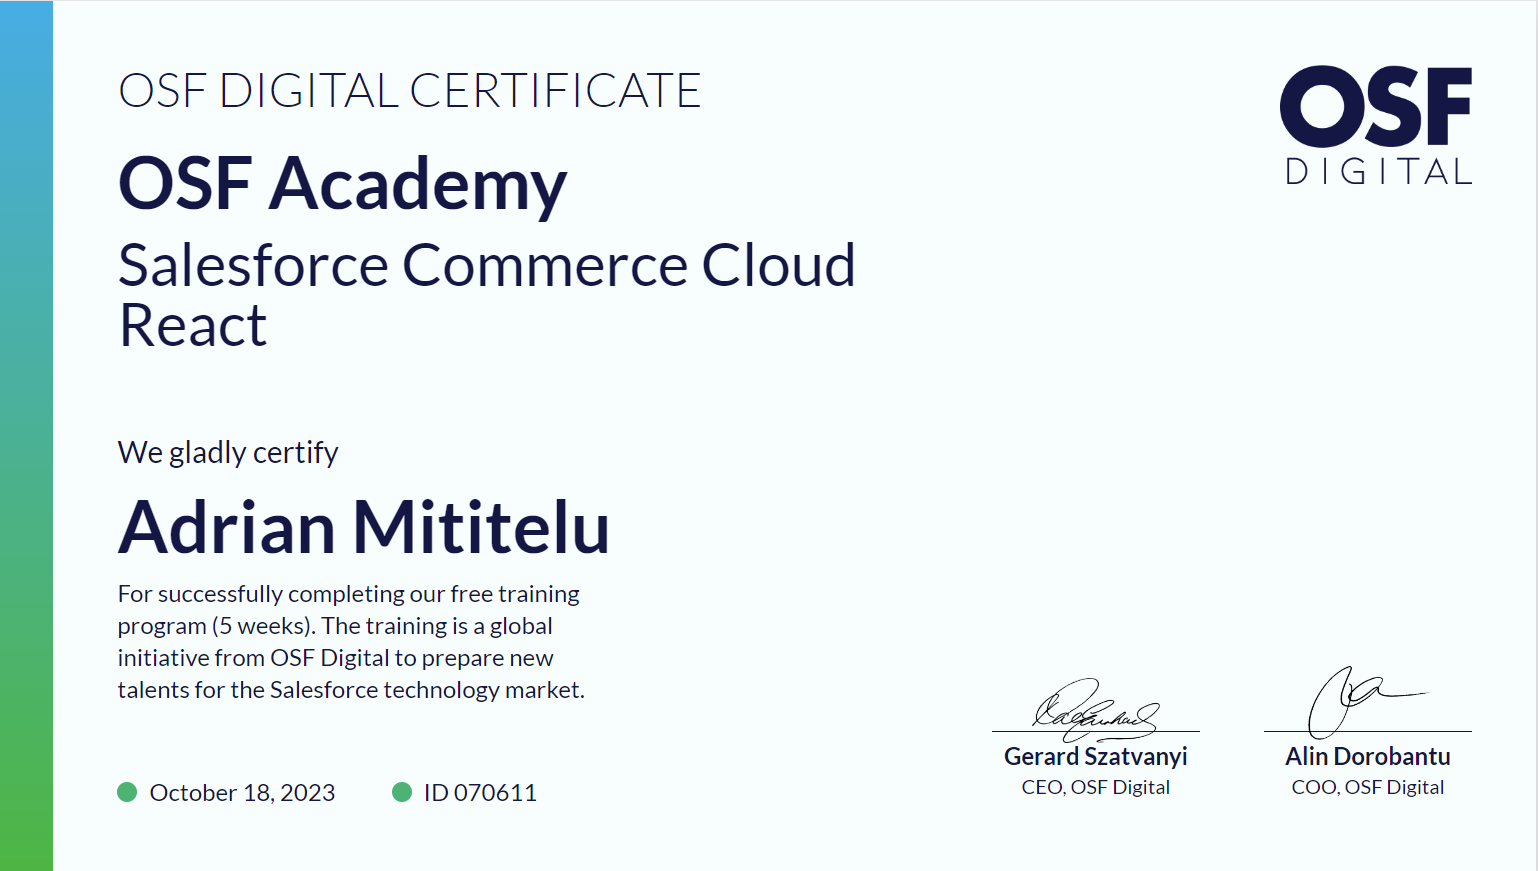 OSF DIGITAL CERTIFICATE
OSF
DIGITAL
OSF Academy
Salesforce Commerce Cloud
React
We gladly certify
Adrian Mititelu
For successfully completing our free training
program (5 weeks). The training is a global
initiative from OSF Digital to prepare new
talents for the Salesforce technology market.
October 18, 2023
ID 070611
Gerard Szatvanyi
CEO, OSF Digital
Alin Dorobantu
COO, OSF Digital